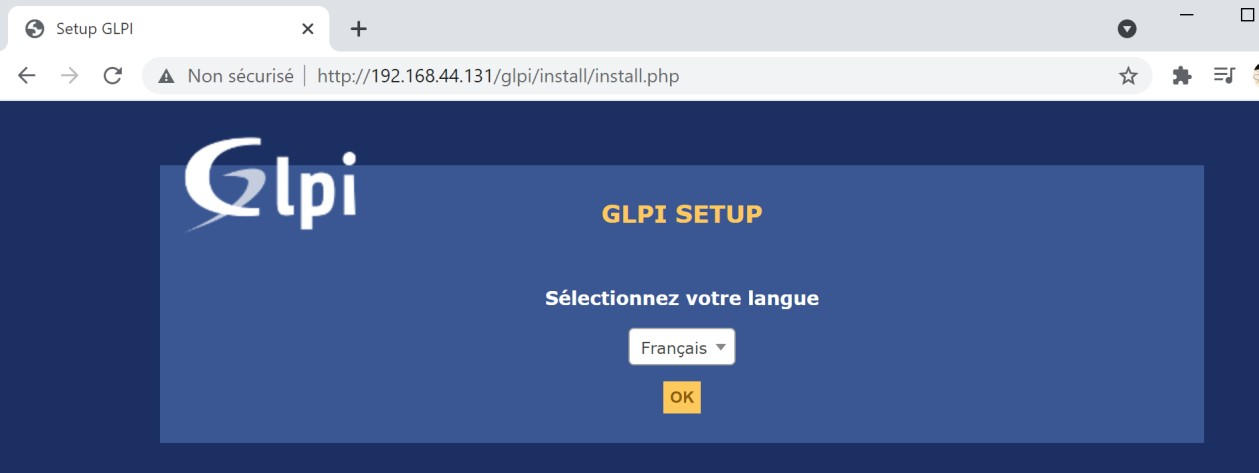 Setup GLPI
Non sécurisé http://192.168.44.131/glpi/install/install.php
Glpi
GLPI SETUP
Sélectionnez votre langue
Français
OK